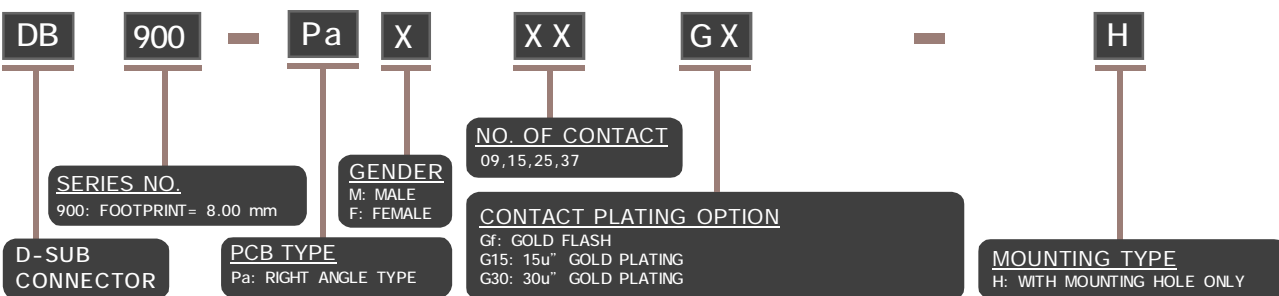 DB 900 - Pa X XX GX - H
NO. OF CONTACT
09,15,25,37
GENDER
M: MALE
F: FEMALE
SERIES NO.
900: FOOTPRINT= 8.00 mm
CONTACT PLATING OPTION
Gf: GOLD FLASH
G15: 15u" GOLD PLATING
G30: 30u" GOLD PLATING
D-SUB
CONNECTOR
PCB TYPE
Pa: RIGHT ANGLE TYPE
MOUNTING TYPE
H: WITH MOUNTING HOLE ONLY